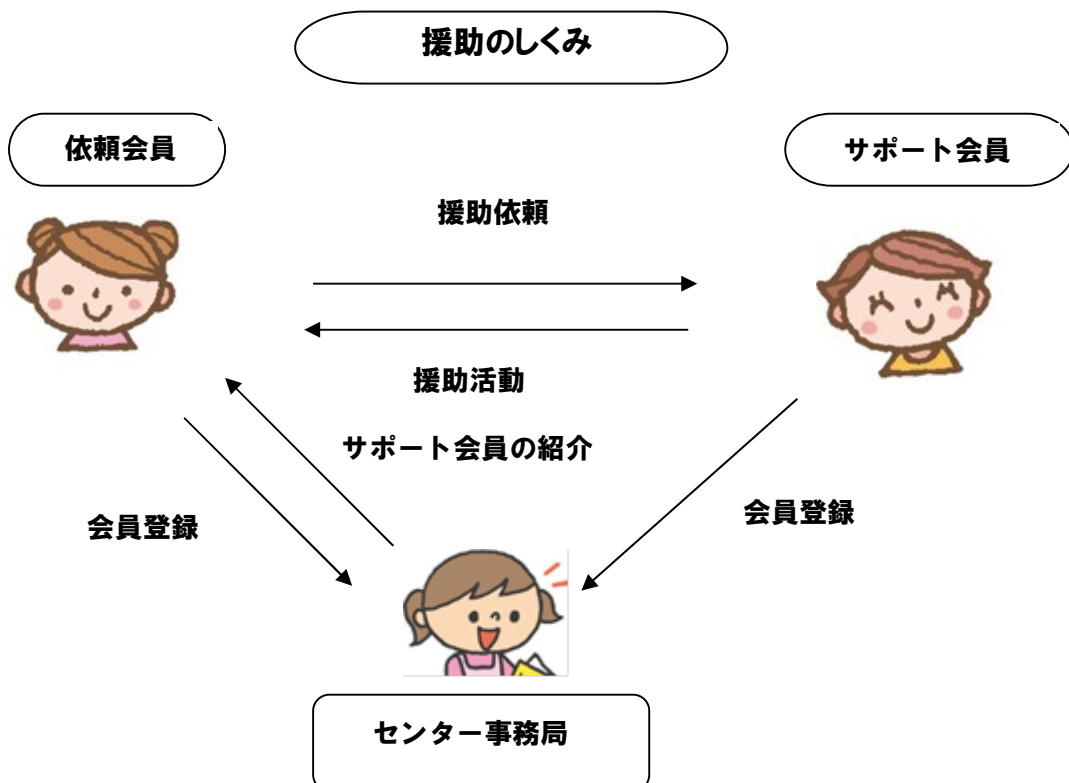 援助のしくみ
依頼会員
サポート会員
援助依頼
援助活動
サポート会員の紹介
会員登録
会員登録
センター事務局